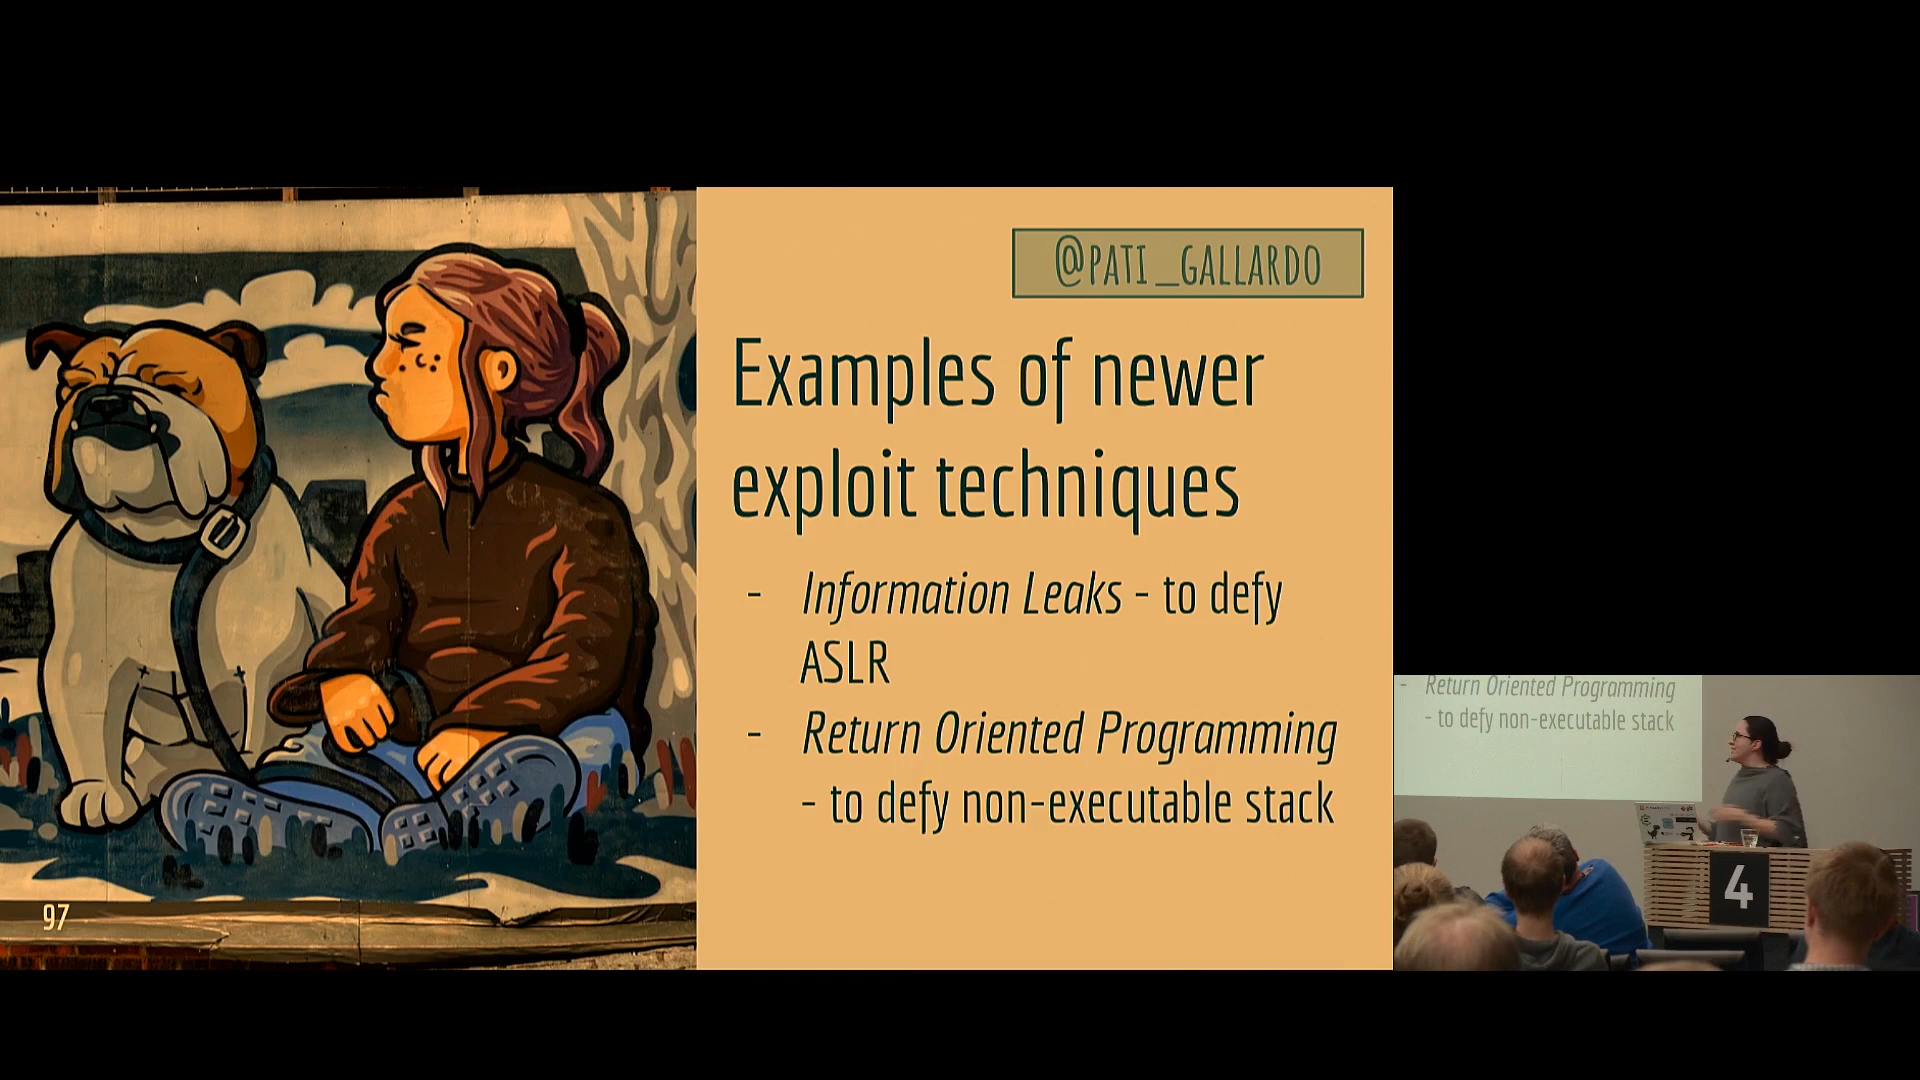 @PATI_GALLARDO
Examples of newer
exploit techniques
- Information Leaks - to defy
ASLR
- Return Oriented Programming
- to defy non-executable stack
97
- Return Oriented Programming
- to defy non-executable stack
4